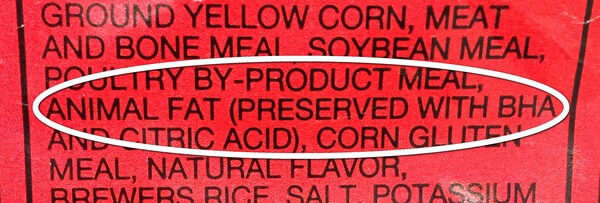 GROUND YELLOW CORN, MEAT
AND BONE MEAL, SOYBEAN MEAL,
POULTRY BY-PRODUCT MEAL,
ANIMAL FAT (PRESERVED WITH BHA
AND CITRIC ACID), CORN GLUTEN
MEAL, NATURAL FLAVOR,
BREWERS RICE, SALT, POTASSIUM